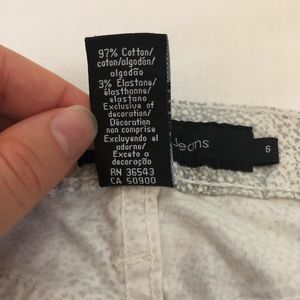 97% Cotton/
coton/algodón/
algodão
3% Elastane/
élasthanne/
elastano
Exclusive of
decoration/
Décoration
non comprise
Excluyendo el
adorno/
Exceto a
decoração
RN 36543
CA 50900
Jeans
6